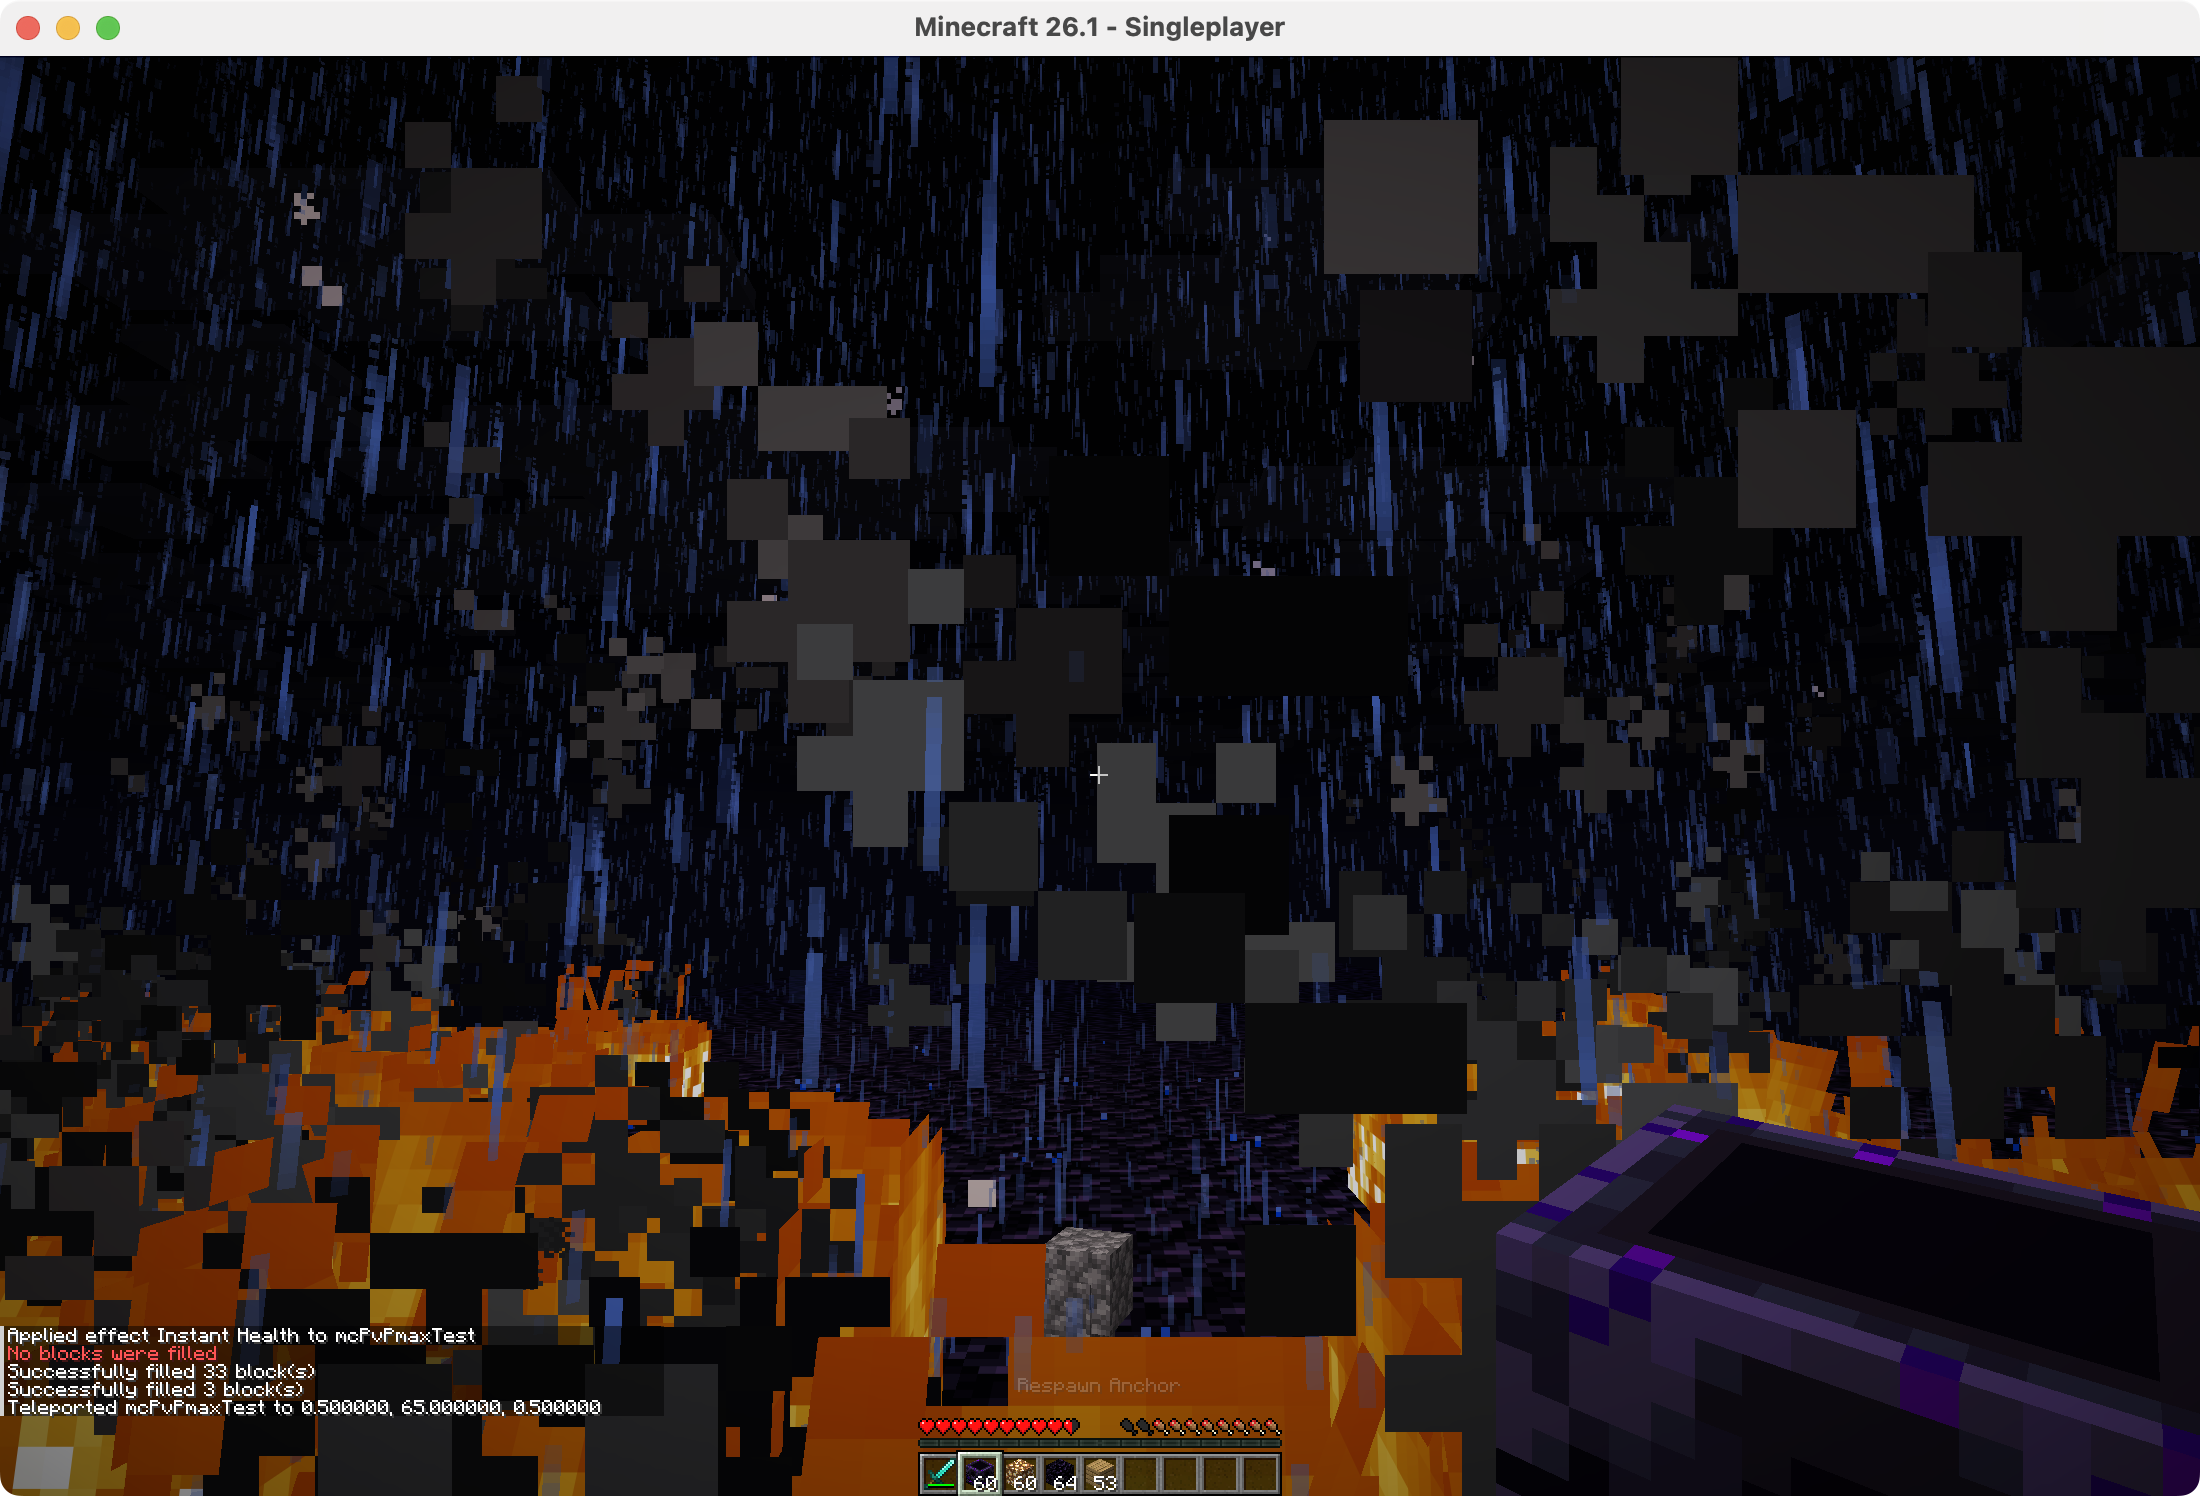 Minecraft 26.1 - Singleplayer
Applied effect Instant Health to mcPvPmaxTest
No blocks were filled
Successfully filled 33 block(s)
Successfully filled 3 block(s)
Teleported mcPvPmaxTest to 0.500000, 65.000000, 0.500000
Respawn Anchor
60 60 64 53